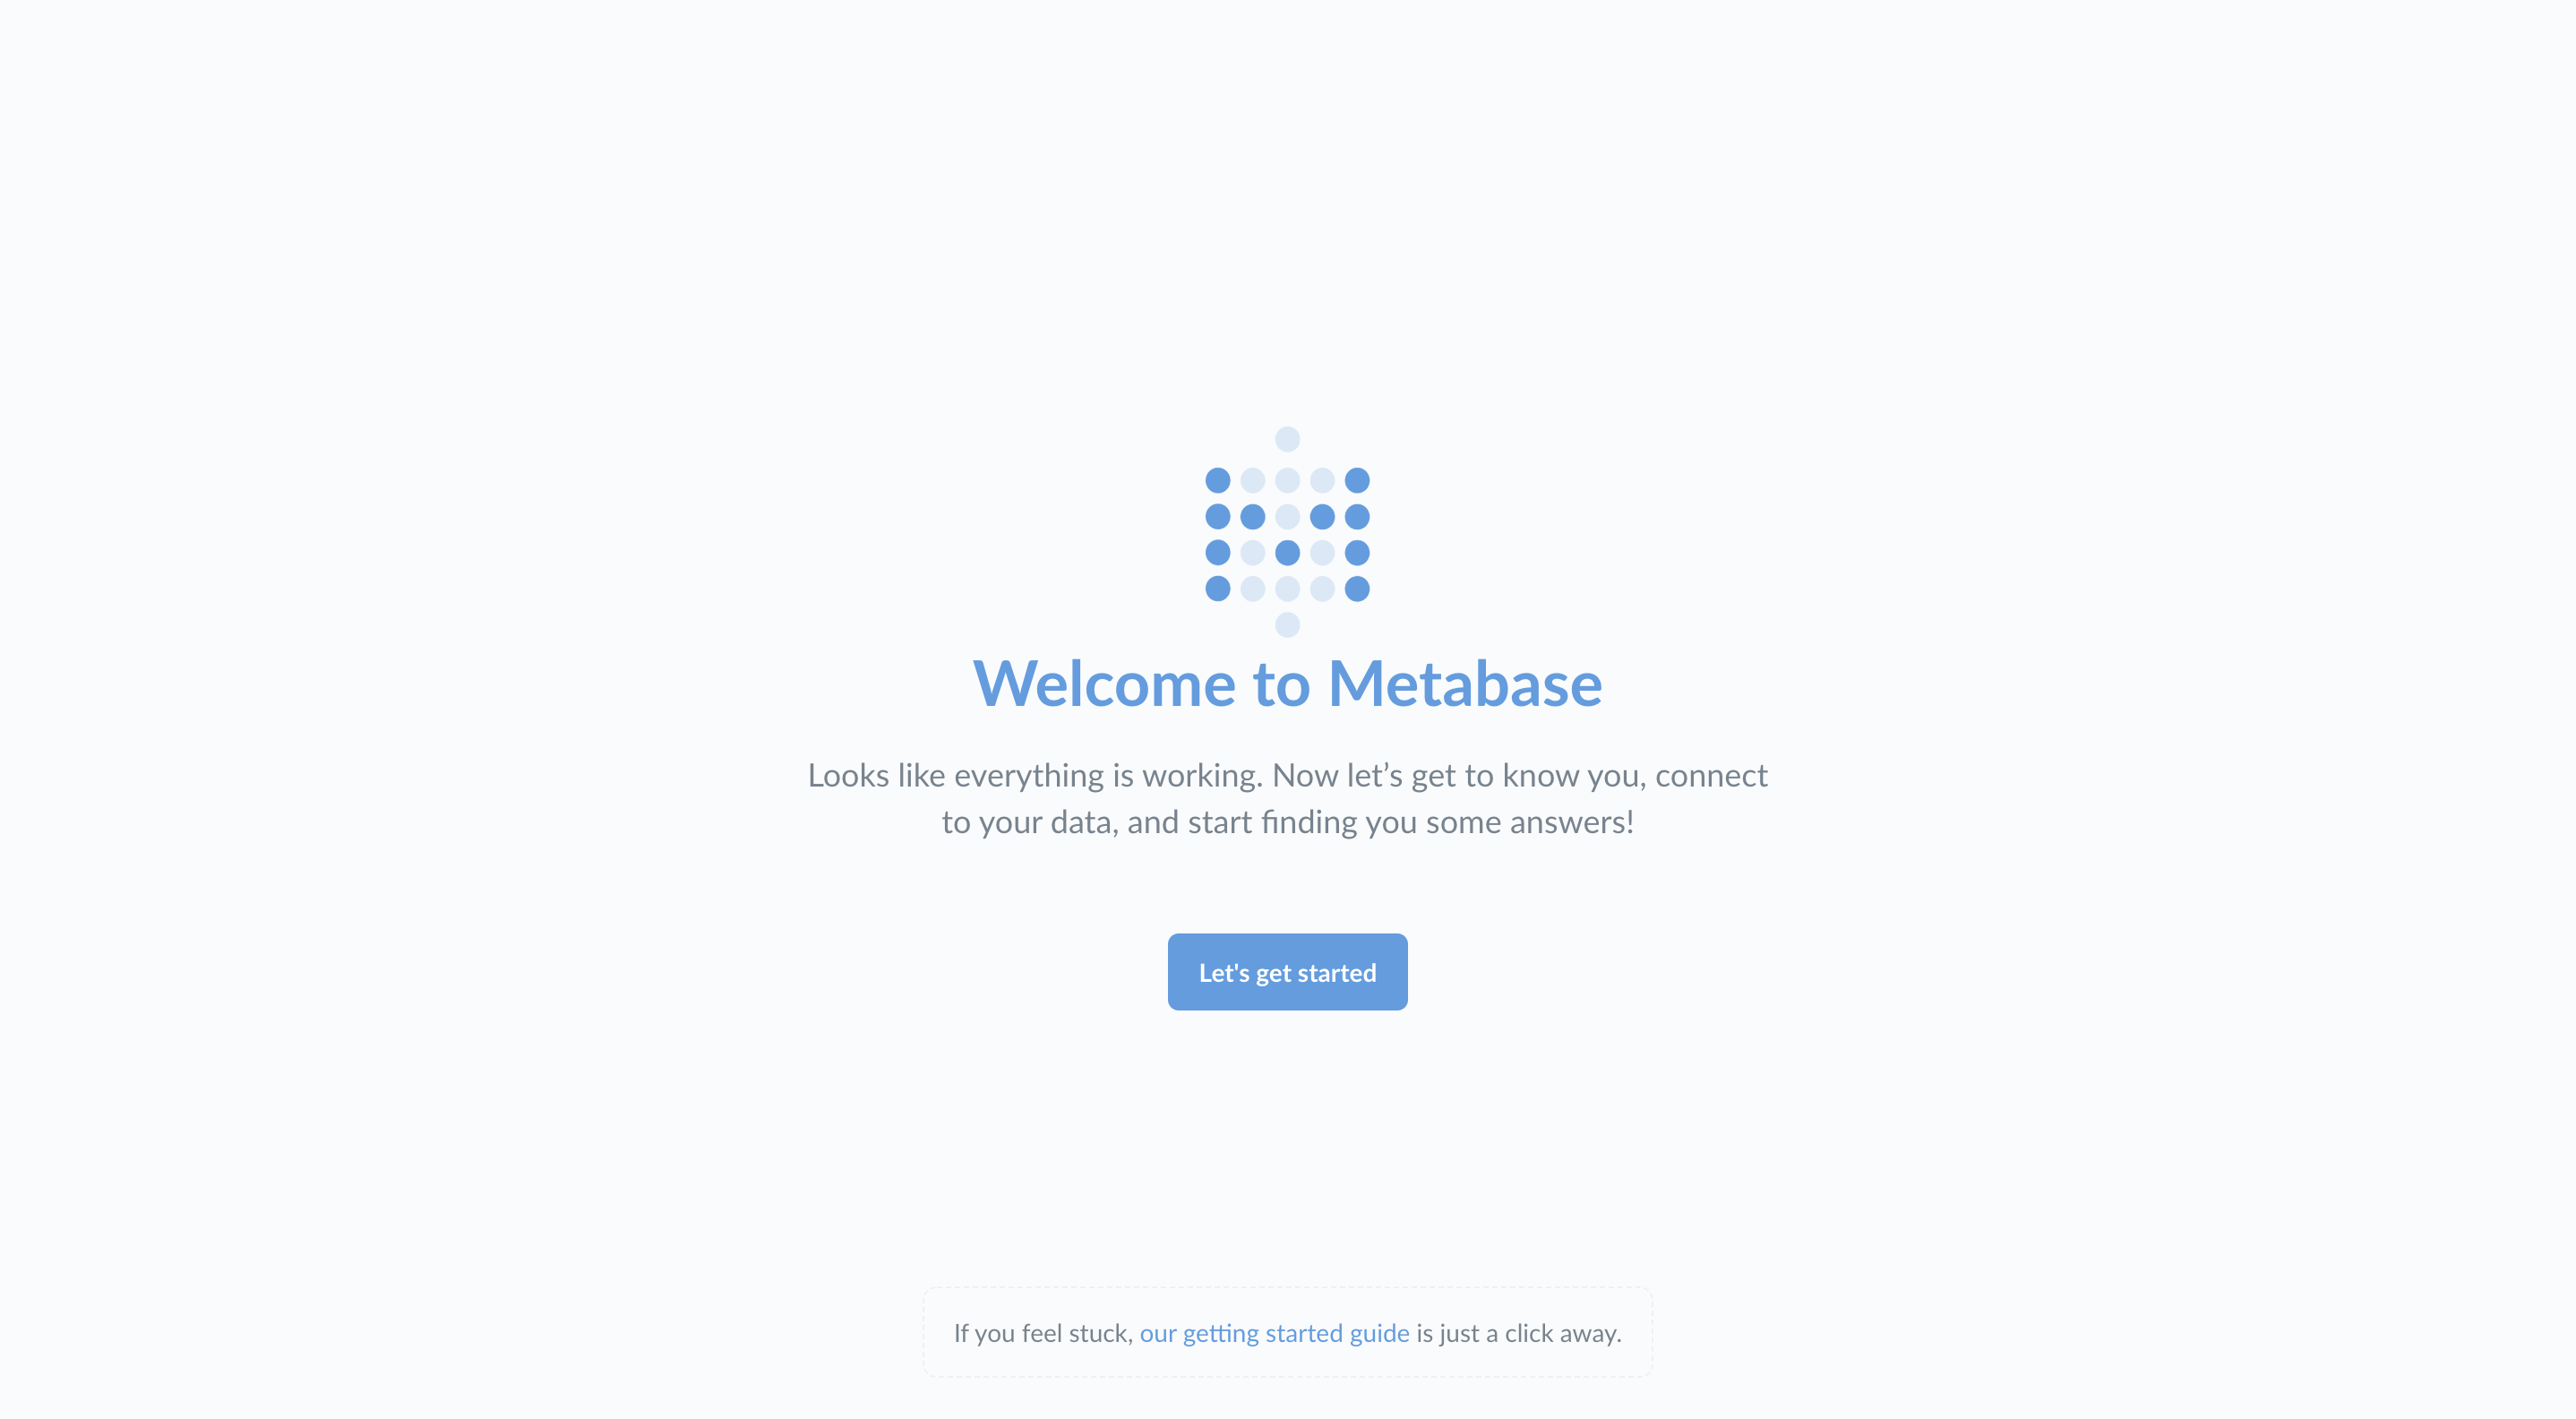 Welcome to Metabase
Looks like everything is working. Now let’s get to know you, connect
to your data, and start finding you some answers!
Let's get started
If you feel stuck, our getting started guide is just a click away.